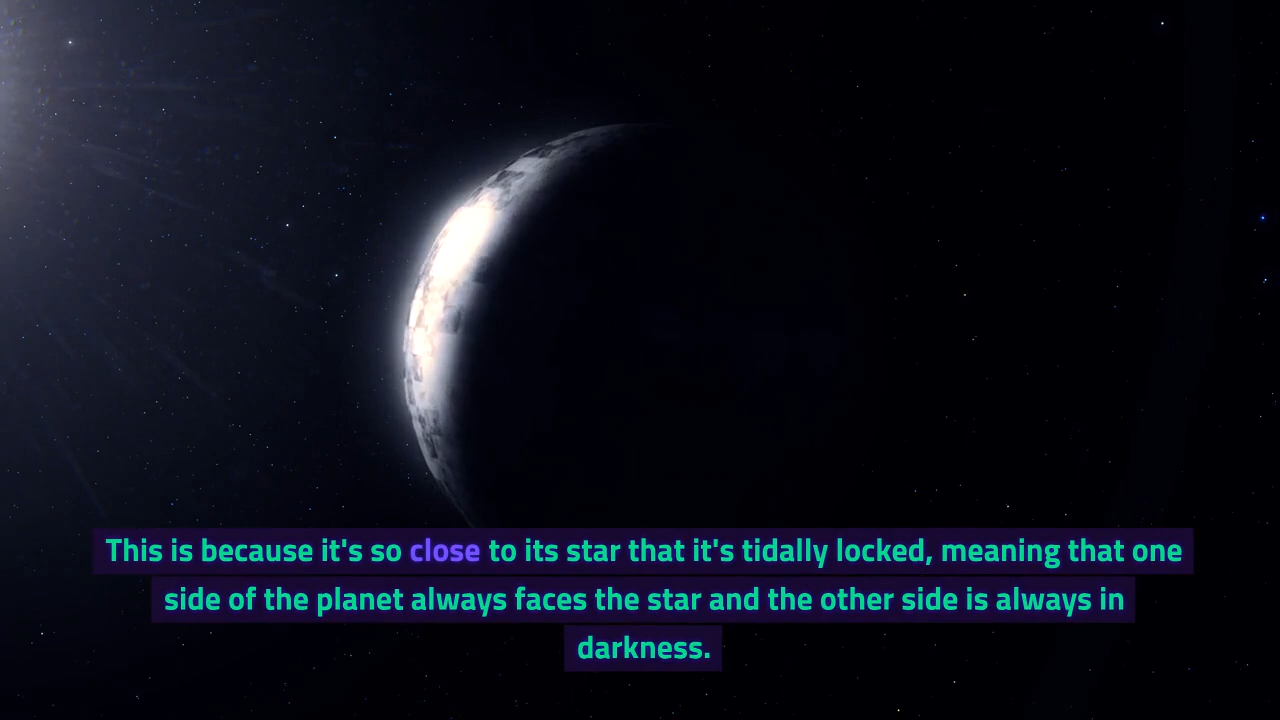 This is because it's so close to its star that it's tidally locked, meaning that one
side of the planet always faces the star and the other side is always in
darkness.